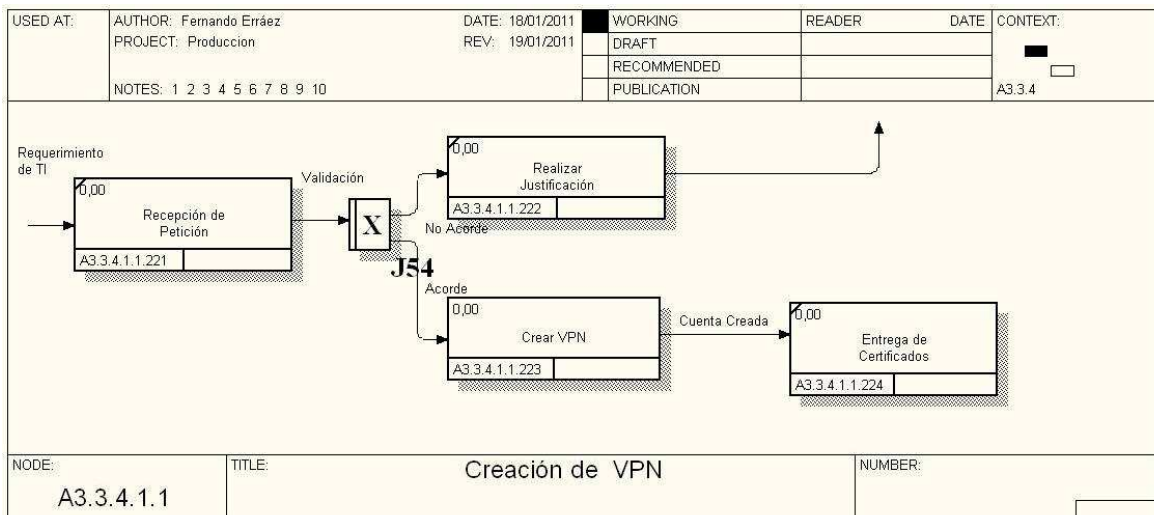 USED AT:
AUTHOR: Fernando Erráez
DATE: 18/01/2011
WORKING
READER
DATE
CONTEXT:
PROJECT: Produccion
REV: 19/01/2011
DRAFT
RECOMMENDED
NOTES: 1 2 3 4 5 6 7 8 9 10
PUBLICATION
A3.3.4
Requerimiento
de TI
0,00
Recepción de
Petición
A3.3.4.1.1.221
Validación
X
J54
No Acorde
0,00
Realizar
Justificación
A3.3.4.1.1.222
Acorde
0,00
Crear VPN
A3.3.4.1.1.223
Cuenta Creada
0,00
Entrega de
Certificados
A3.3.4.1.1.224
NODE:
A3.3.4.1.1
TITLE:
Creación de VPN
NUMBER: